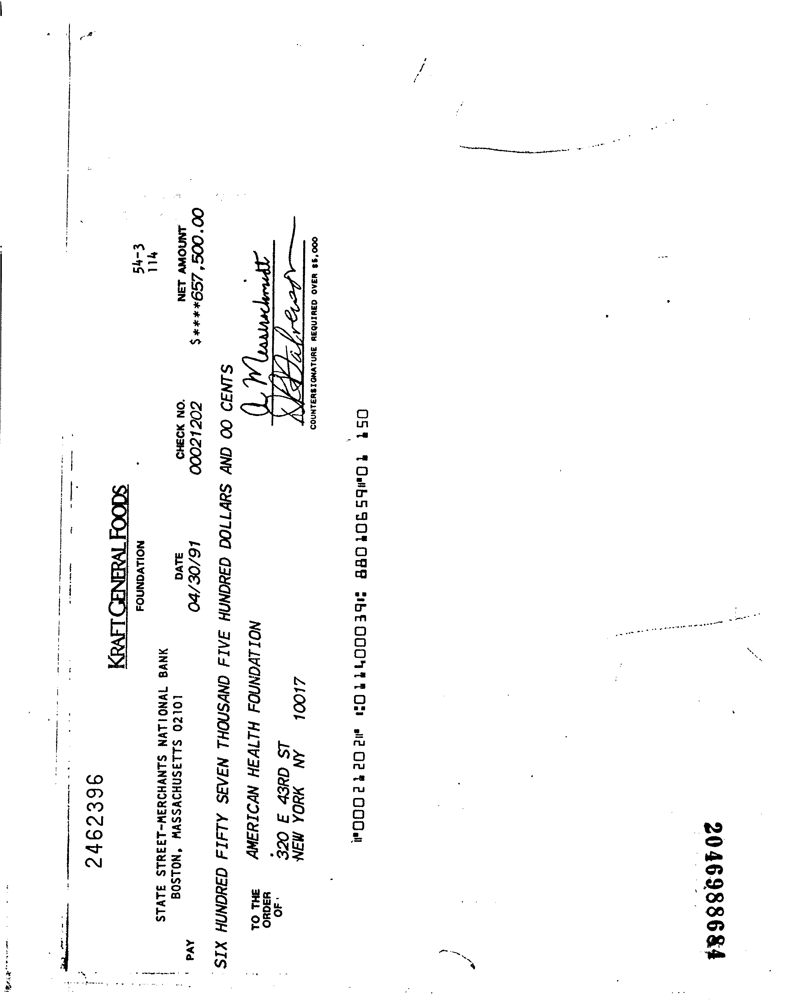 2462396
KRAFT GENERAL FOODS
FOUNDATION
54-3
114
STATE STREET-MERCHANTS NATIONAL BANK
BOSTON, MASSACHUSETTS 02101
DATE CHECK NO. NET AMOUNT
PAY 04/30/91 00021202 $****657,500.00
SIX HUNDRED FIFTY SEVEN THOUSAND FIVE HUNDRED DOLLARS AND 00 CENTS
TO THE ORDER OF. AMERICAN HEALTH FOUNDATION
320 E 43RD ST
NEW YORK NY 10017
Messerschmidt
COUNTERSIGNATURE REQUIRED OVER $5,000
⑈00021202⑈ ⑆011400039⑆ 88010659⑈01 150
2046988684